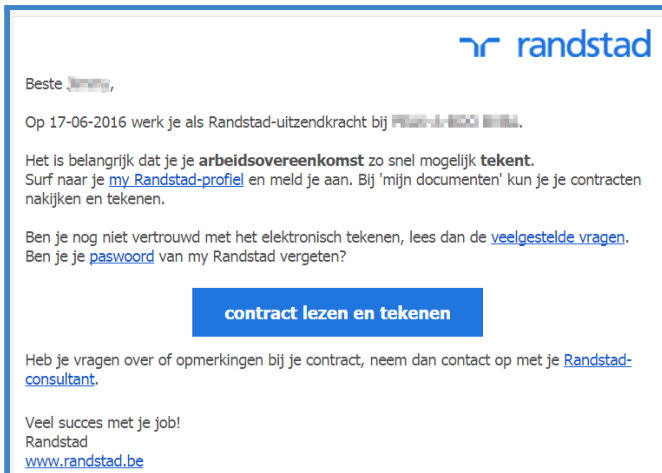 randstad
Beste ,
Op 17-06-2016 werk je als Randstad-uitzendkracht bij .
Het is belangrijk dat je je arbeidsovereenkomst zo snel mogelijk tekent.
Surf naar je my Randstad-profiel en meld je aan. Bij 'mijn documenten' kun je je contracten
nakijken en tekenen.
Ben je nog niet vertrouwd met het elektronisch tekenen, lees dan de veelgestelde vragen.
Ben je je paswoord van my Randstad vergeten?
contract lezen en tekenen
Heb je vragen over of opmerkingen bij je contract, neem dan contact op met je Randstad-
consultant.
Veel succes met je job!
Randstad
www.randstad.be